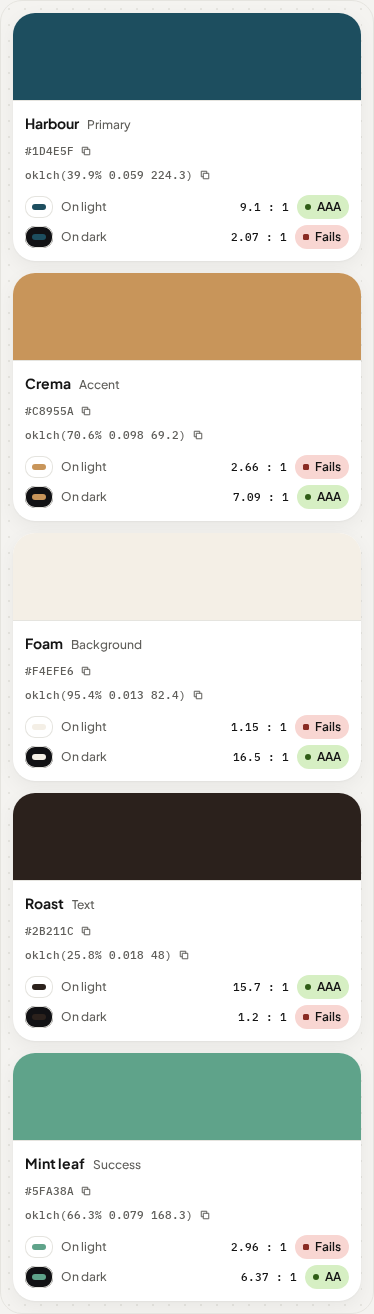 Harbour Primary
#1D4E5F
oklch(39.9% 0.059 224.3)
On light 9.1 : 1 AAA
On dark 2.07 : 1 Fails
Crema Accent
#C8955A
oklch(70.6% 0.098 69.2)
On light 2.66 : 1 Fails
On dark 7.09 : 1 AAA
Foam Background
#F4EFE6
oklch(95.4% 0.013 82.4)
On light 1.15 : 1 Fails
On dark 16.5 : 1 AAA
Roast Text
#2B211C
oklch(25.8% 0.018 48)
On light 15.7 : 1 AAA
On dark 1.2 : 1 Fails
Mint leaf Success
#5FA38A
oklch(66.3% 0.079 168.3)
On light 2.96 : 1 Fails
On dark 6.37 : 1 AA